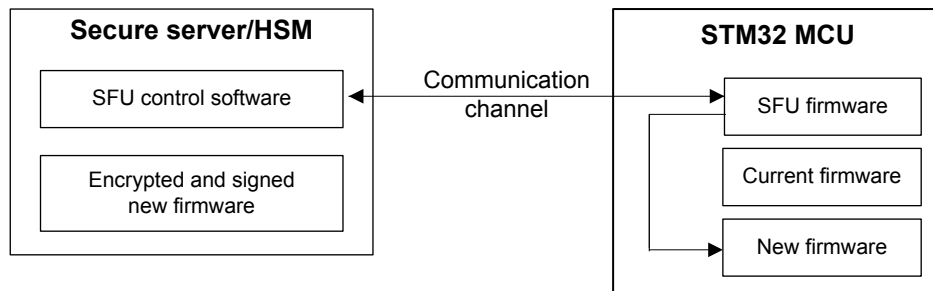 Secure server/HSM
SFU control software
Encrypted and signed
new firmware
Communication
channel
STM32 MCU
SFU firmware
Current firmware
New firmware